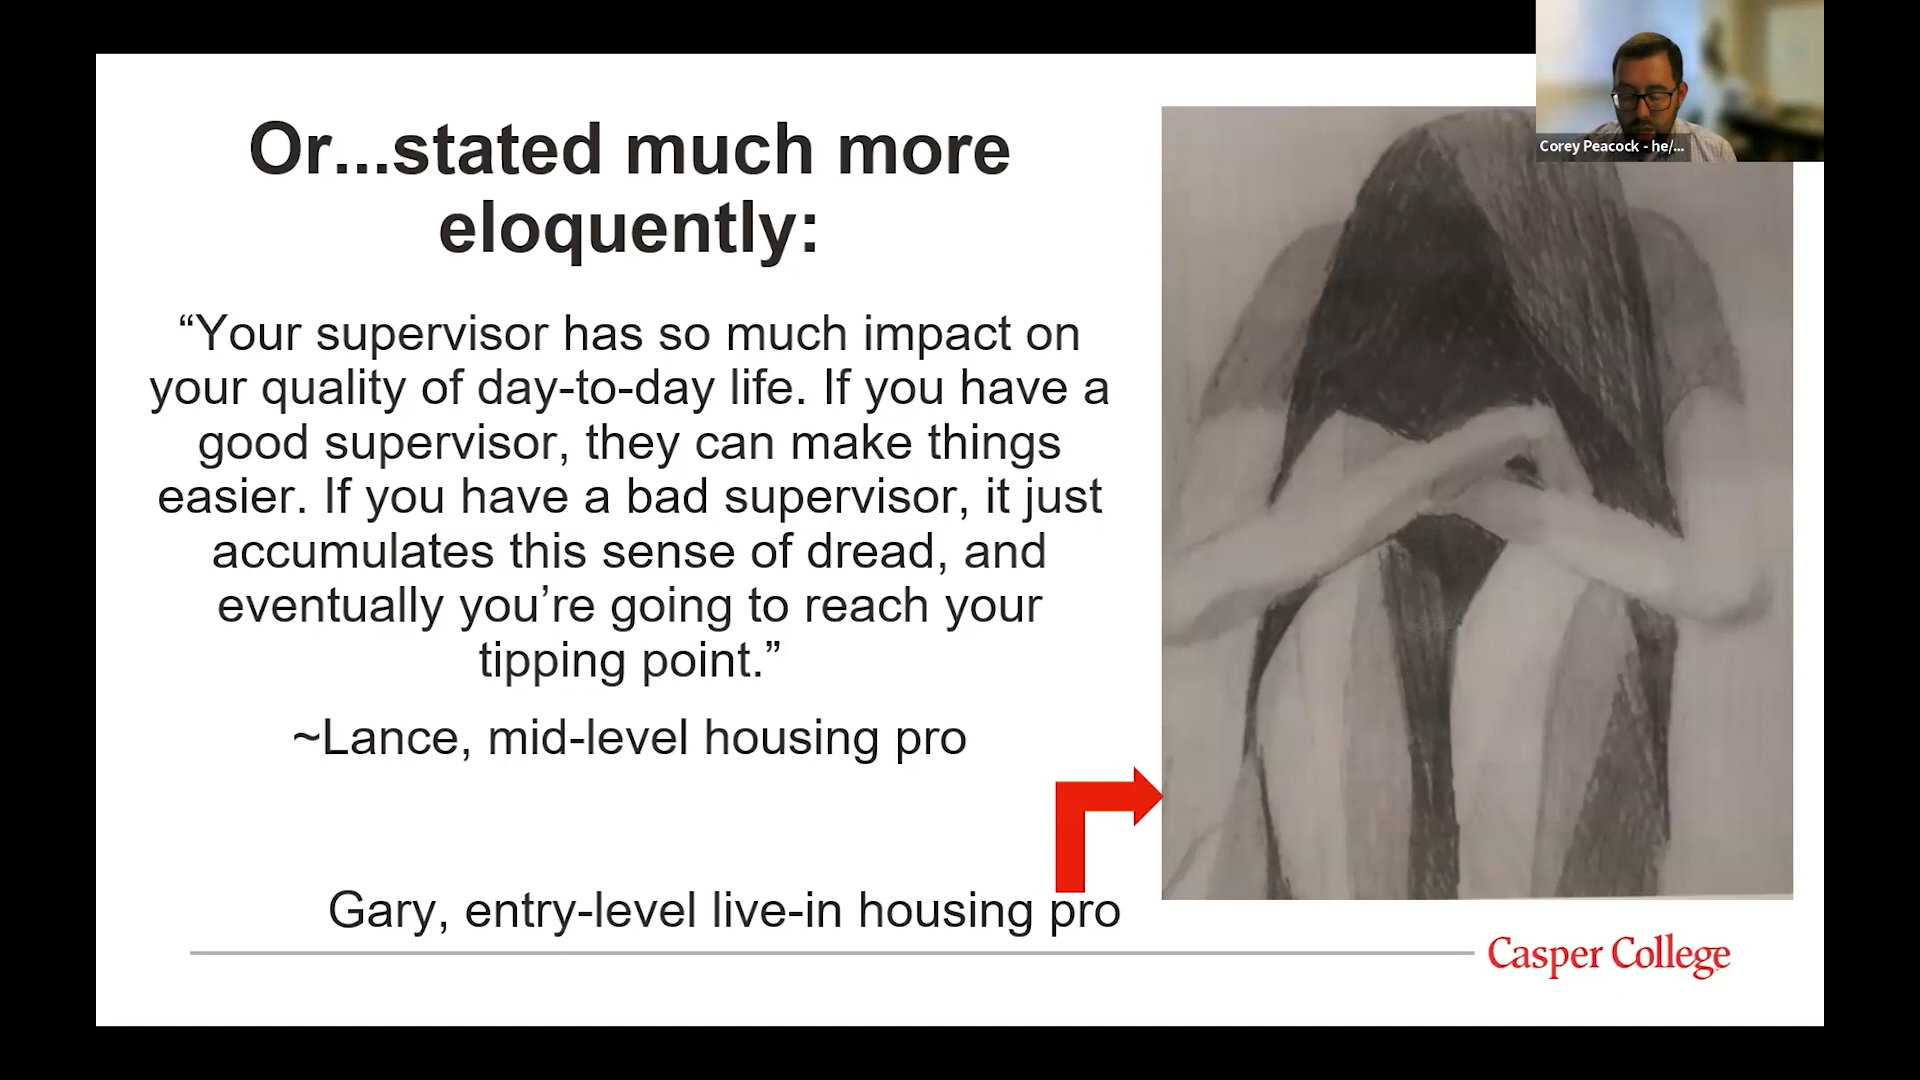 Or...stated much more
eloquently:
“Your supervisor has so much impact on
your quality of day-to-day life. If you have a
good supervisor, they can make things
easier. If you have a bad supervisor, it just
accumulates this sense of dread, and
eventually you’re going to reach your
tipping point.”
~Lance, mid-level housing pro
Gary, entry-level live-in housing pro
Casper College
Corey Peacock - he/...